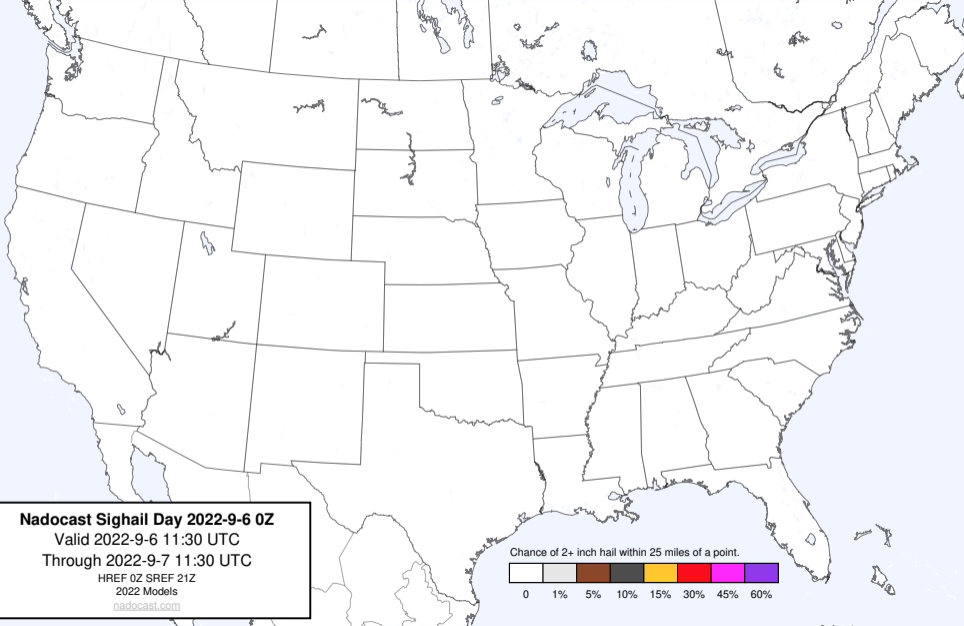 Nadocast Sighail Day 2022-9-6 0Z
Valid 2022-9-6 11:30 UTC
Through 2022-9-7 11:30 UTC
HREF 0Z SREF 21Z
2022 Models
nadocast.com
Chance of 2+ inch hail within 25 miles of a point.
0 1% 5% 10% 15% 30% 45% 60%